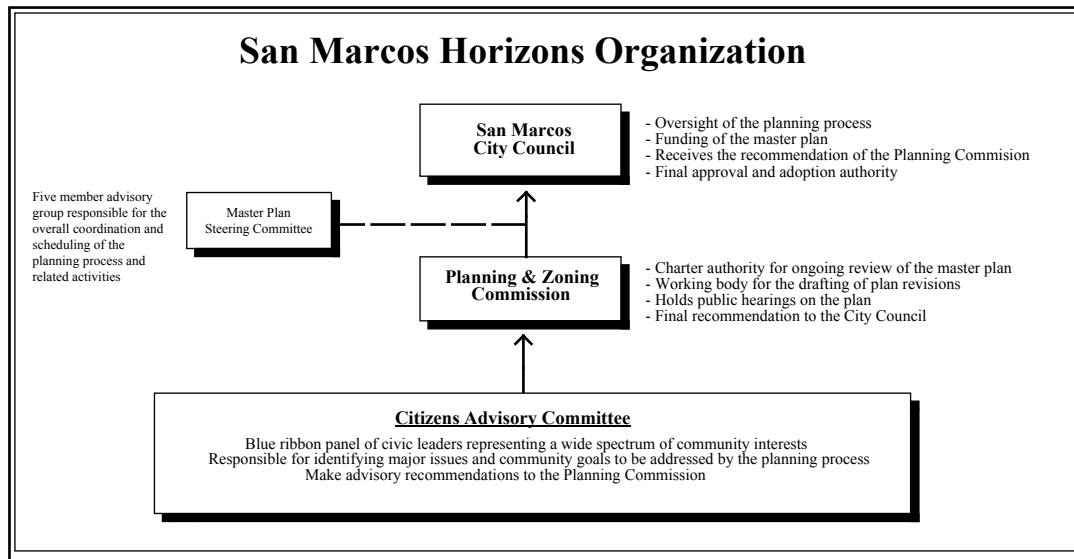 San Marcos Horizons Organization
San Marcos
City Council
- Oversight of the planning process
- Funding of the master plan
- Receives the recommendation of the Planning Commision
- Final approval and adoption authority
Five member advisory
group responsible for the
overall coordination and
scheduling of the
planning process and
related activities
Master Plan
Steering Committee
Planning & Zoning
Commission
- Charter authority for ongoing review of the master plan
- Working body for the drafting of plan revisions
- Holds public hearings on the plan
- Final recommendation to the City Council
Citizens Advisory Committee
Blue ribbon panel of civic leaders representing a wide spectrum of community interests
Responsible for identifying major issues and community goals to be addressed by the planning process
Make advisory recommendations to the Planning Commission